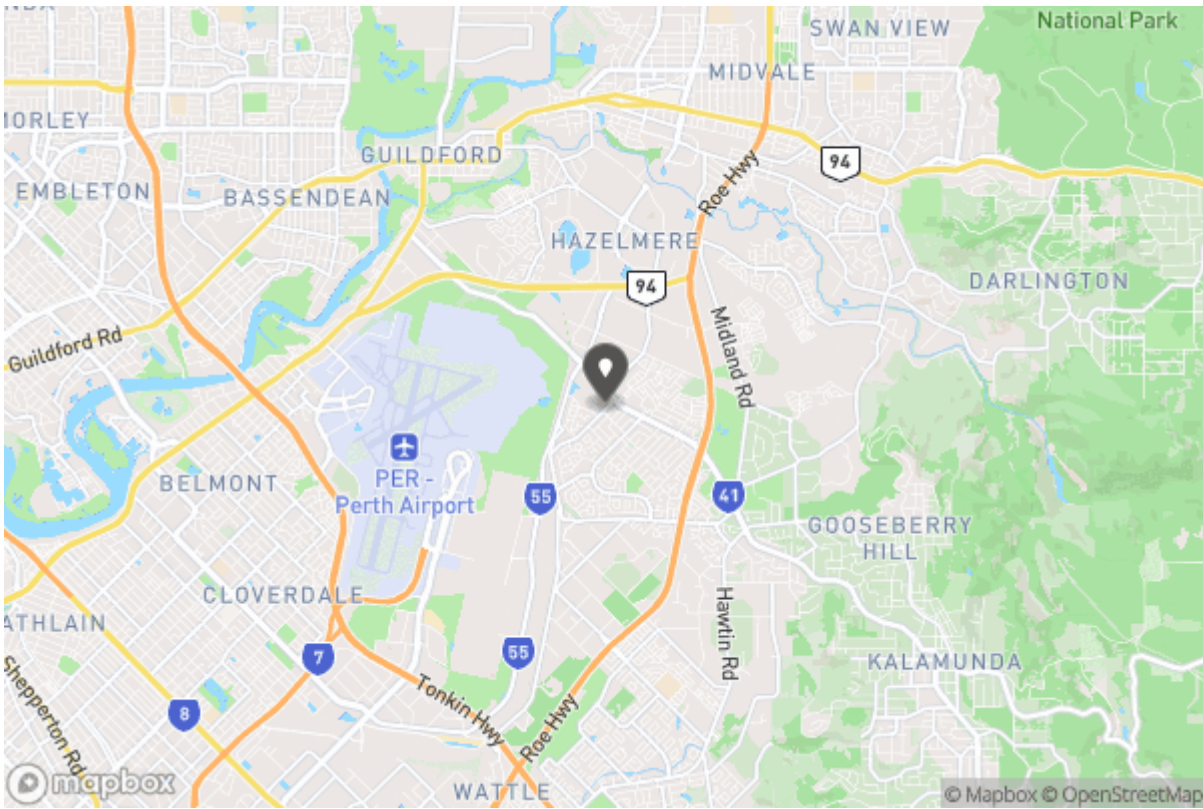 NDA
National Park
SWAN VIEW
MIDVALE
MORLEY
GUILDFORD
94
EMBLETON
BASSENDEAN
Roe Hwy
HAZELMERE
94
DARLINGTON
Guildford Rd
Midland Rd
PER -
Perth Airport
BELMONT
55
41
GOOSEBERRY
HILL
CLOVERDALE
ATHLAIN
Hawtin Rd
7
55
KALAMUNDA
Shepperton Rd
Tonkin Hwy
Roe Hwy
8
WATTLE
mapbox
© Mapbox © OpenStreetMap